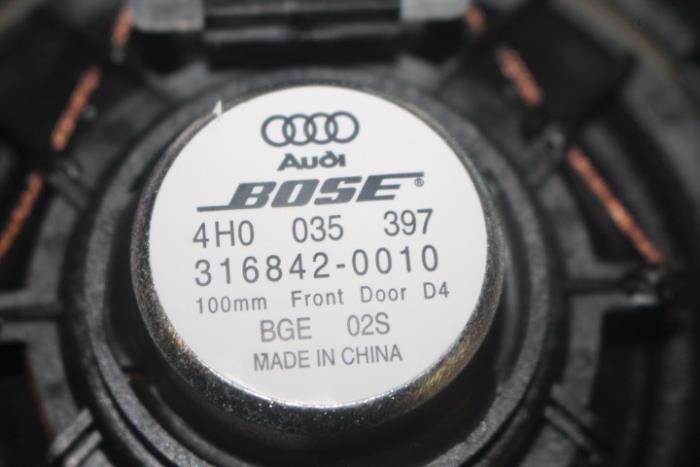 Audi
BOSE®
4H0 035 397
316842-0010
100mm Front Door D4
BGE 02S
MADE IN CHINA